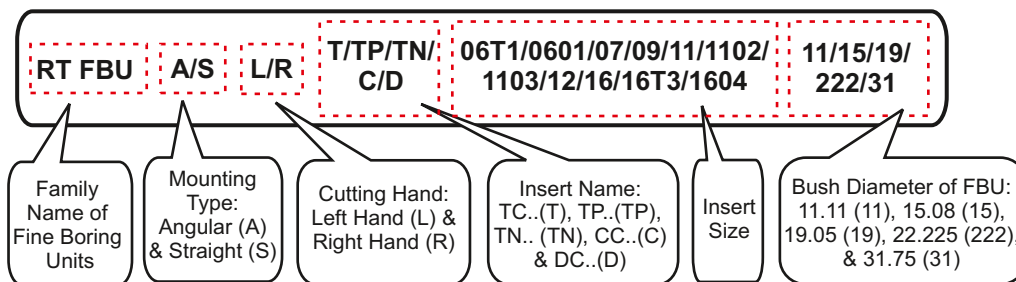 RT FBU
A/S
L/R
T/TP/TN/
C/D
06T1/0601/07/09/11/1102/
1103/12/16/16T3/1604
11/15/19/
222/31
Family
Name of
Fine Boring
Units
Mounting
Type:
Angular (A)
& Straight (S)
Cutting Hand:
Left Hand (L) &
Right Hand (R)
Insert Name:
TC..(T), TP..(TP),
TN.. (TN), CC..(C)
& DC..(D)
Insert
Size
Bush Diameter of FBU:
11.11 (11), 15.08 (15),
19.05 (19), 22.225 (222),
& 31.75 (31)